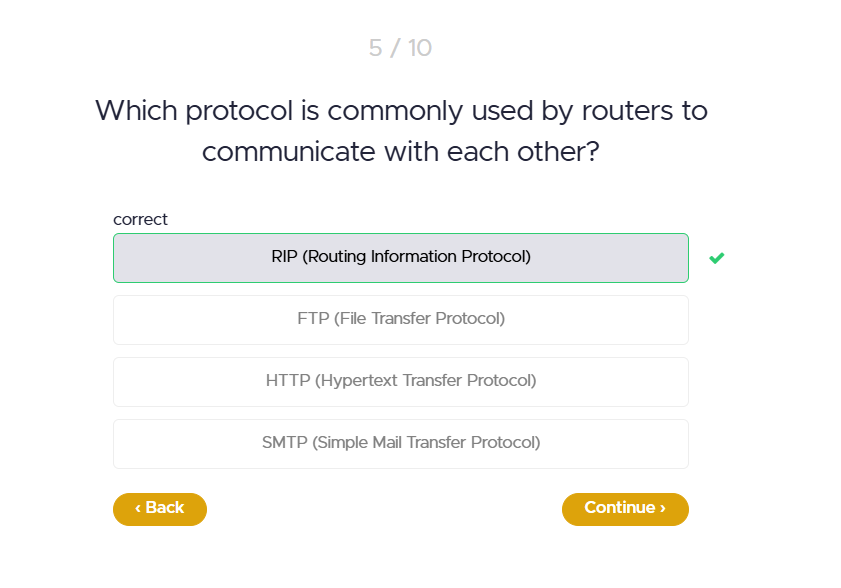 5 / 10
Which protocol is commonly used by routers to
communicate with each other?
correct
RIP (Routing Information Protocol)
FTP (File Transfer Protocol)
HTTP (Hypertext Transfer Protocol)
SMTP (Simple Mail Transfer Protocol)
‹ Back
Continue ›